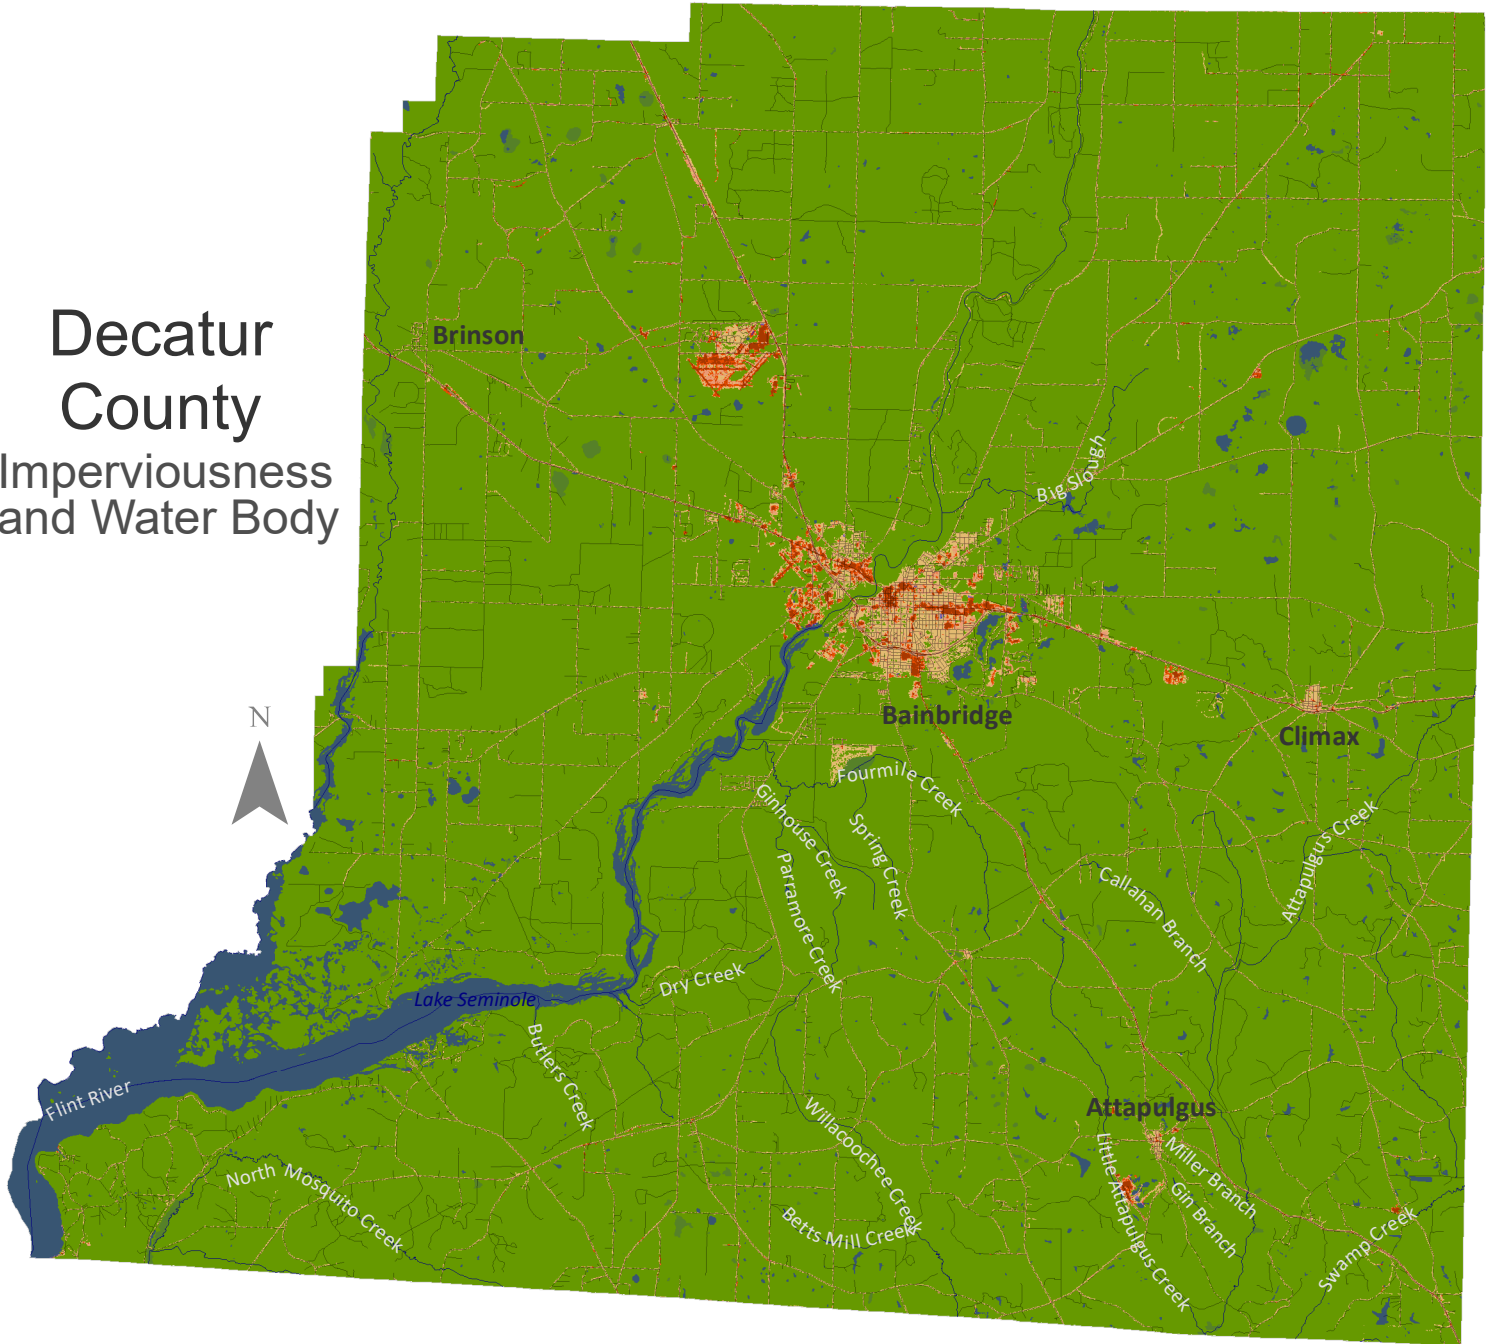 Decatur
County
Imperviousness
and Water Body
N
Brinson
Big Slough
Bainbridge
Climax
Fourmile Creek
Ginhouse Creek
Spring Creek
Parramore Creek
Callahan Branch
Attapulgus Creek
Dry Creek
Lake Seminole
Butlers Creek
Flint River
Willacoochee Creek
Attapulgus
Little Attapulgus Creek
Miller Branch
Gin Branch
North Mosquito Creek
Betts Mill Creek
Swamp Creek